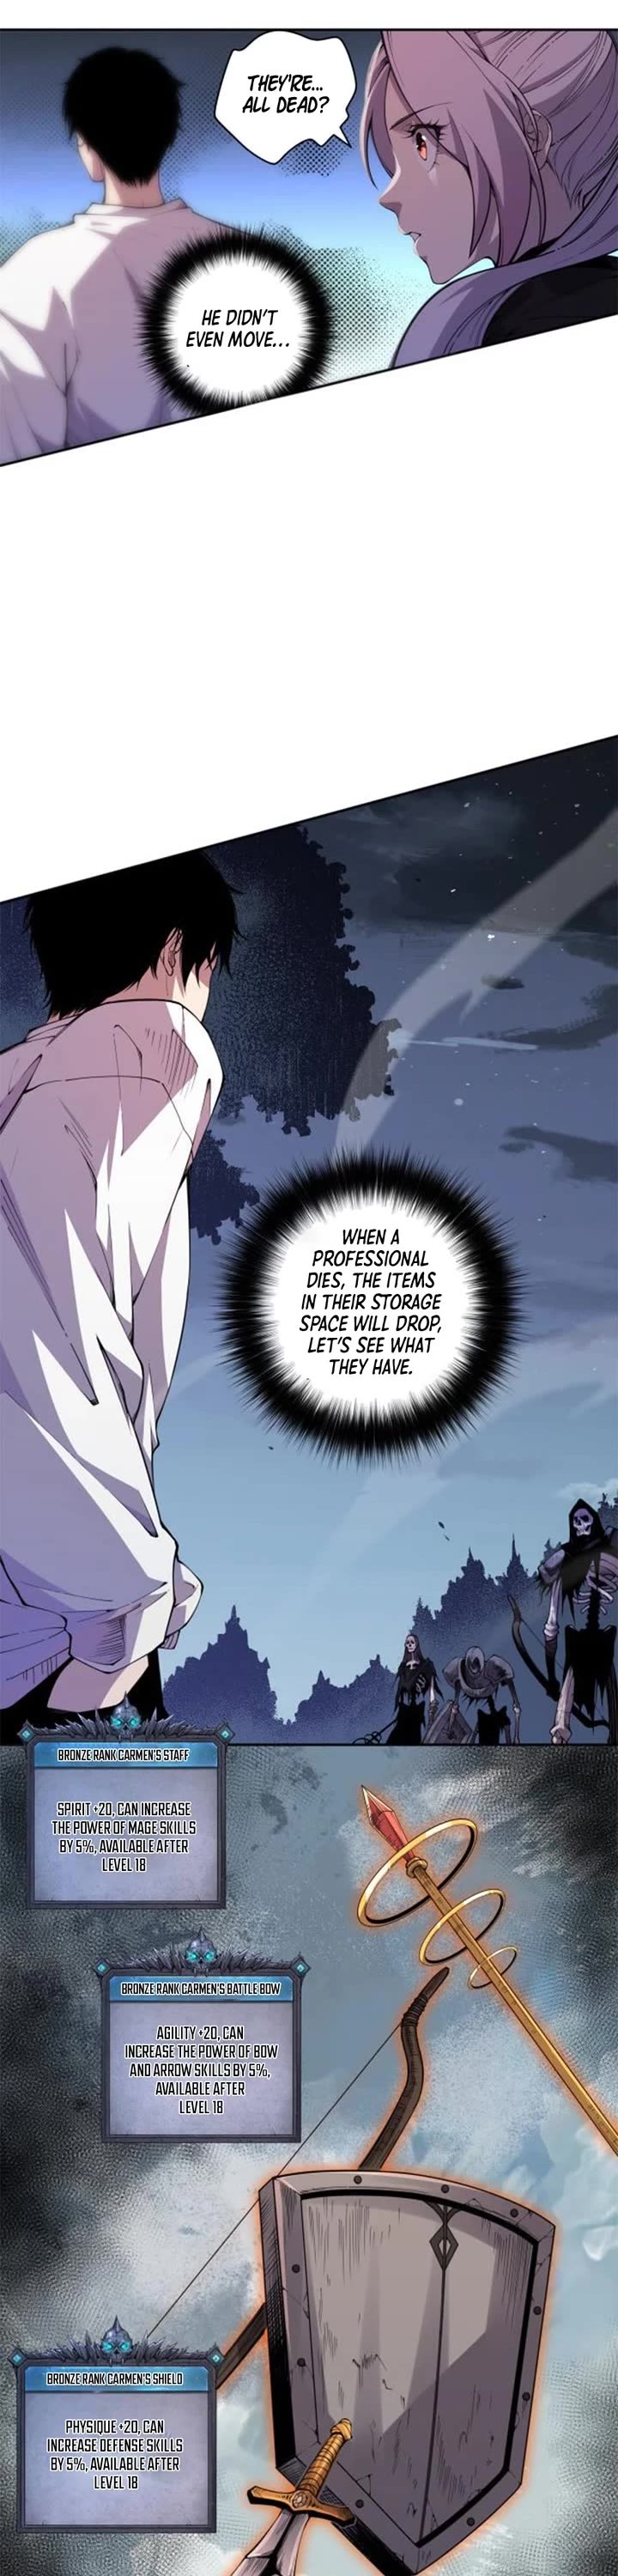 THEY'RE...
ALL DEAD?
HE DIDN'T
EVEN MOVE...
WHEN A
PROFESSIONAL
DIES, THE ITEMS
IN THEIR STORAGE
SPACE WILL DROP,
LET'S SEE WHAT
THEY HAVE.
BRONZE RANK CARMEN'S STAFF
SPIRIT +20, CAN INCREASE
THE POWER OF MAGE SKILLS
BY 5%, AVAILABLE AFTER
LEVEL 18
BRONZE RANK CARMEN'S BATTLE BOW
AGILITY +20, CAN
INCREASE THE POWER OF BOW
AND ARROW SKILLS BY 5%,
AVAILABLE AFTER
LEVEL 18
BRONZE RANK CARMEN'S SHIELD
PHYSIQUE +20, CAN
INCREASE DEFENSE SKILLS
BY 5%, AVAILABLE AFTER
LEVEL 18